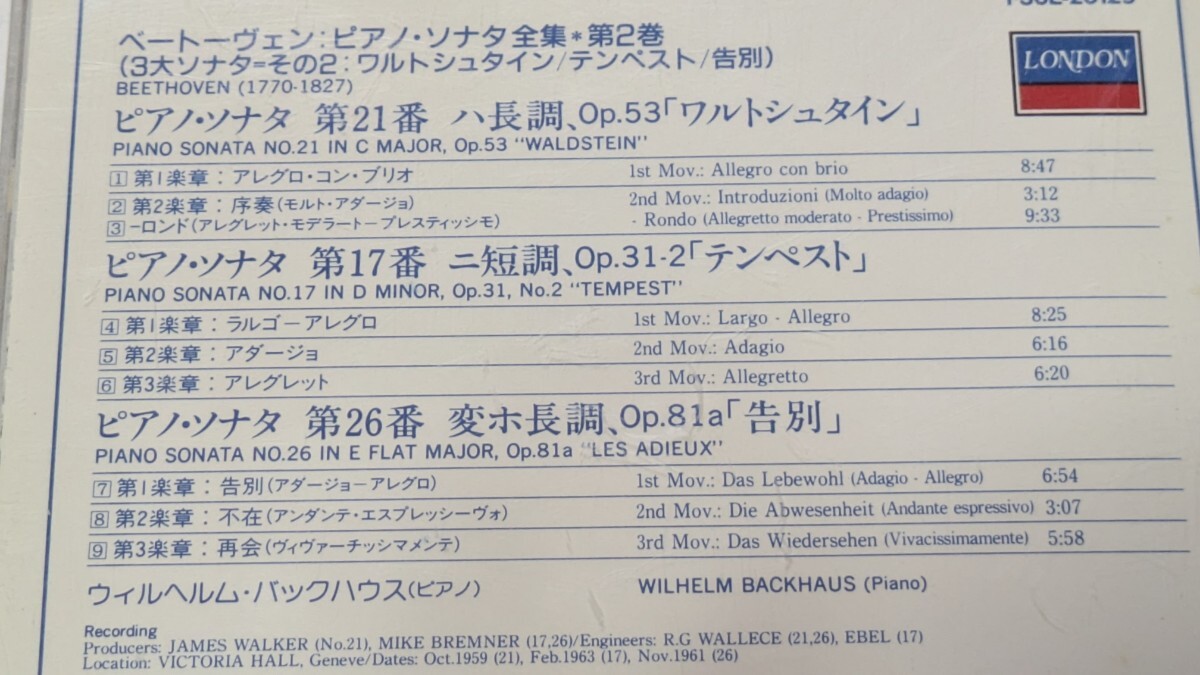 ベートーヴェン:ピアノ・ソナタ全集*第2巻
(3大ソナタ=その2:ワルトシュタイン/テンペスト/告別)
BEETHOVEN (1770-1827)
LONDON
ピアノ・ソナタ 第21番 ハ長調、Op.53「ワルトシュタイン」
PIANO SONATA NO.21 IN C MAJOR, Op.53 "WALDSTEIN"
1 第1楽章:アレグロ・コン・ブリオ 1st Mov.: Allegro con brio 8:47
2 第2楽章:序奏(モルト・アダージョ) 2nd Mov.: Introduzioni (Molto adagio) 3:12
3 −ロンド(アレグレット・モデラート−プレスティッシモ) - Rondo (Allegretto moderato - Prestissimo) 9:33
ピアノ・ソナタ 第17番 ニ短調、Op.31-2「テンペスト」
PIANO SONATA NO.17 IN D MINOR, Op.31, No.2 "TEMPEST"
4 第1楽章:ラルゴ−アレグロ 1st Mov.: Largo - Allegro 8:25
5 第2楽章:アダージョ 2nd Mov.: Adagio 6:16
6 第3楽章:アレグレット 3rd Mov.: Allegretto 6:20
ピアノ・ソナタ 第26番 変ホ長調、Op.81a「告別」
PIANO SONATA NO.26 IN E FLAT MAJOR, Op.81a "LES ADIEUX"
7 第1楽章:告別(アダージョ−アレグロ) 1st Mov.: Das Lebewohl (Adagio - Allegro) 6:54
8 第2楽章:不在(アンダンテ・エスプレッシーヴォ) 2nd Mov.: Die Abwesenheit (Andante espressivo) 3:07
9 第3楽章:再会(ヴィヴァーチッシマメンテ) 3rd Mov.: Das Wiedersehen (Vivacissimamente) 5:58
ウィルヘルム・バックハウス(ピアノ) WILHELM BACKHAUS (Piano)
Recording
Producers: JAMES WALKER (No.21), MIKE BREMNER (17,26)/Engineers: R.G WALLECE (21,26), EBEL (17)
Location: VICTORIA HALL, Geneve/Dates: Oct.1959 (21), Feb.1963 (17), Nov.1961 (26)